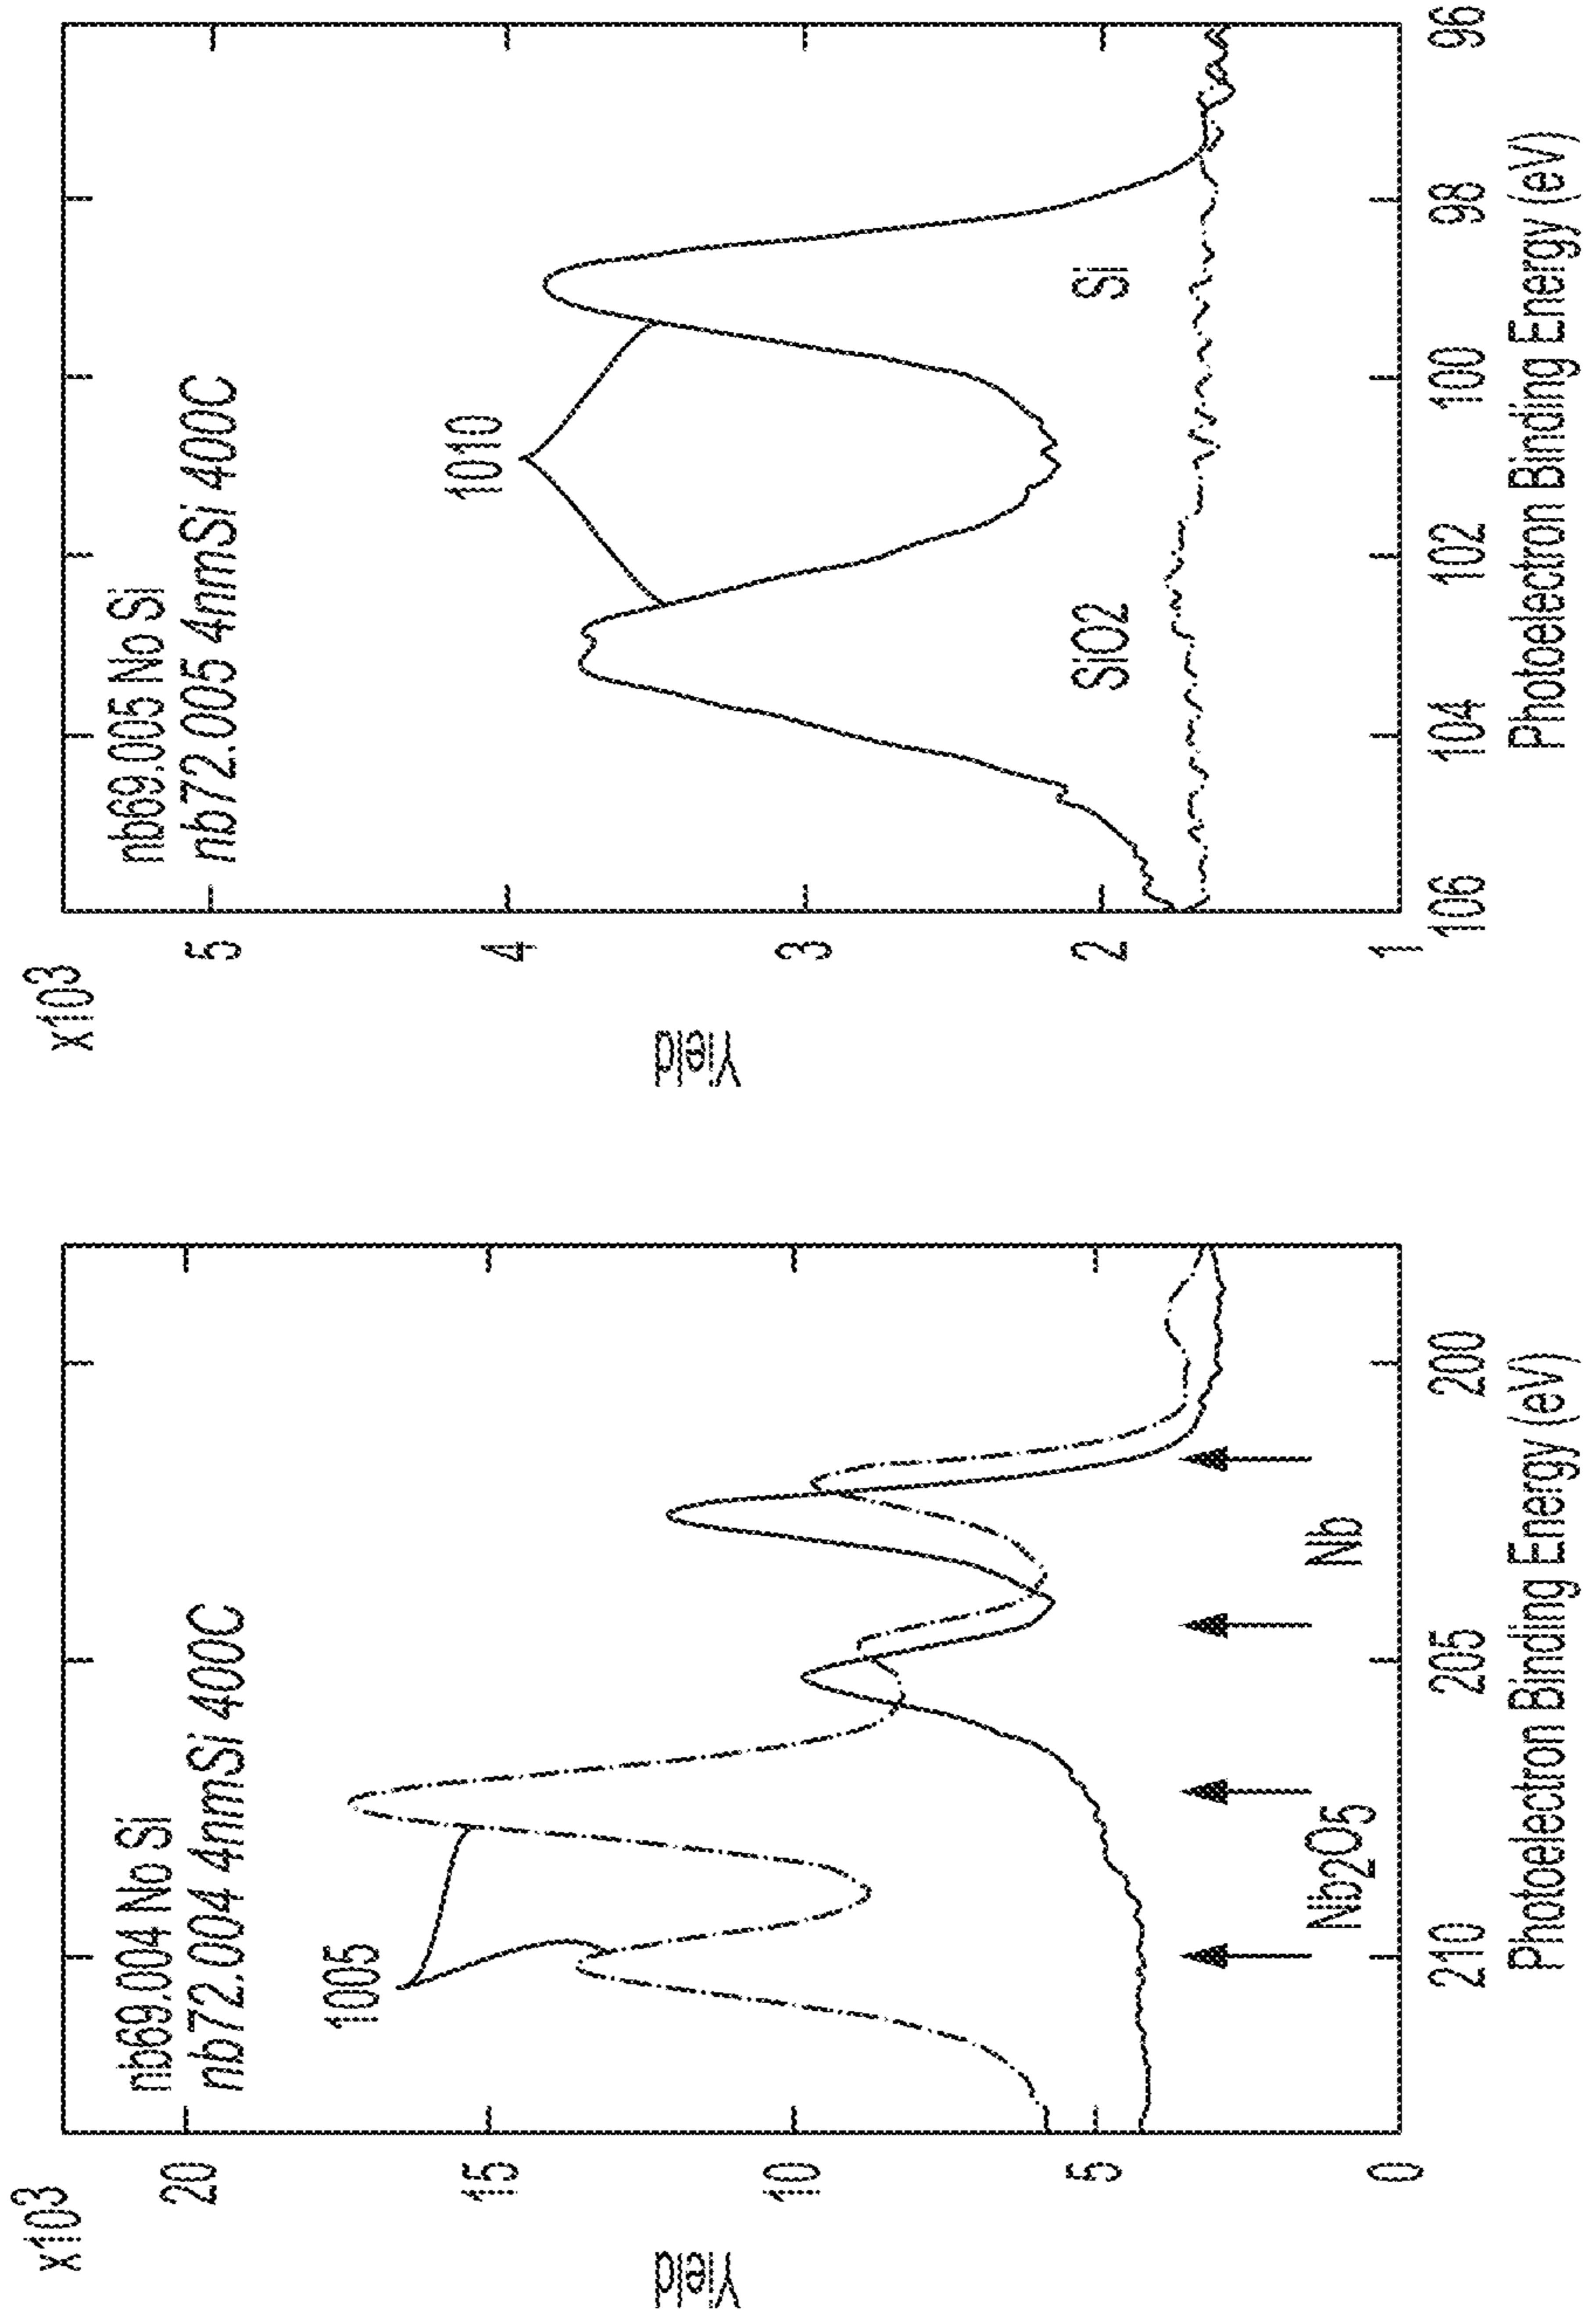 x10³
20
15
10
5
0
Yield
nb69.004 No Si
nb72.004 4nmSi 400C
1005
Nb₂O₅
Nb
210
205
200
Photoelectron Binding Energy (eV)
x10³
5
4
3
2
1
Yield
nb69.005 No Si
nb72.005 4nmSi 400C
1010
SiO2
Si
106
104
102
100
98
96
Photoelectron Binding Energy (eV)